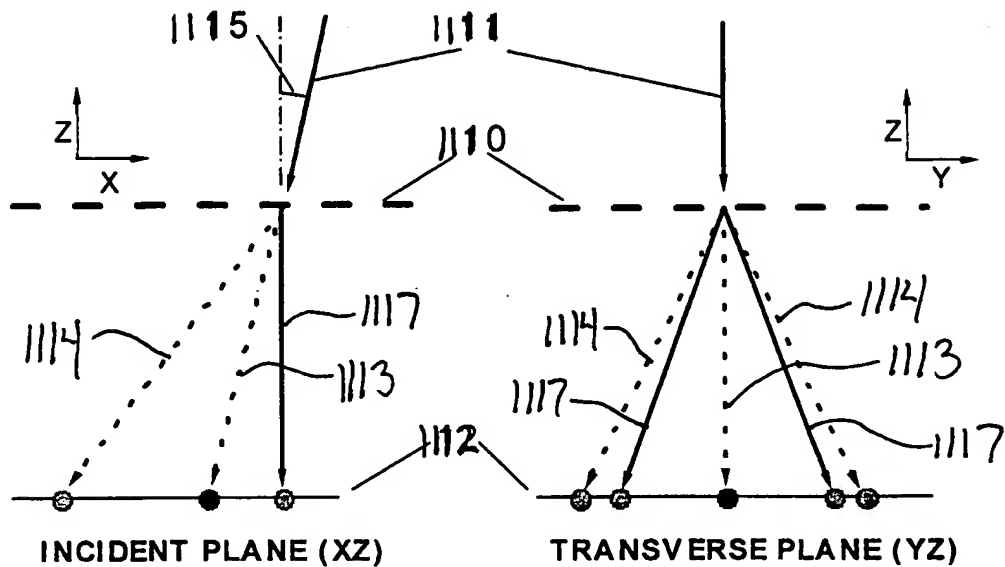 1115 1111
Z X 1110 Z Y
1114 1117 1113 1114 1117 1114 1113 1117
1112
INCIDENT PLANE (XZ) TRANSVERSE PLANE (YZ)